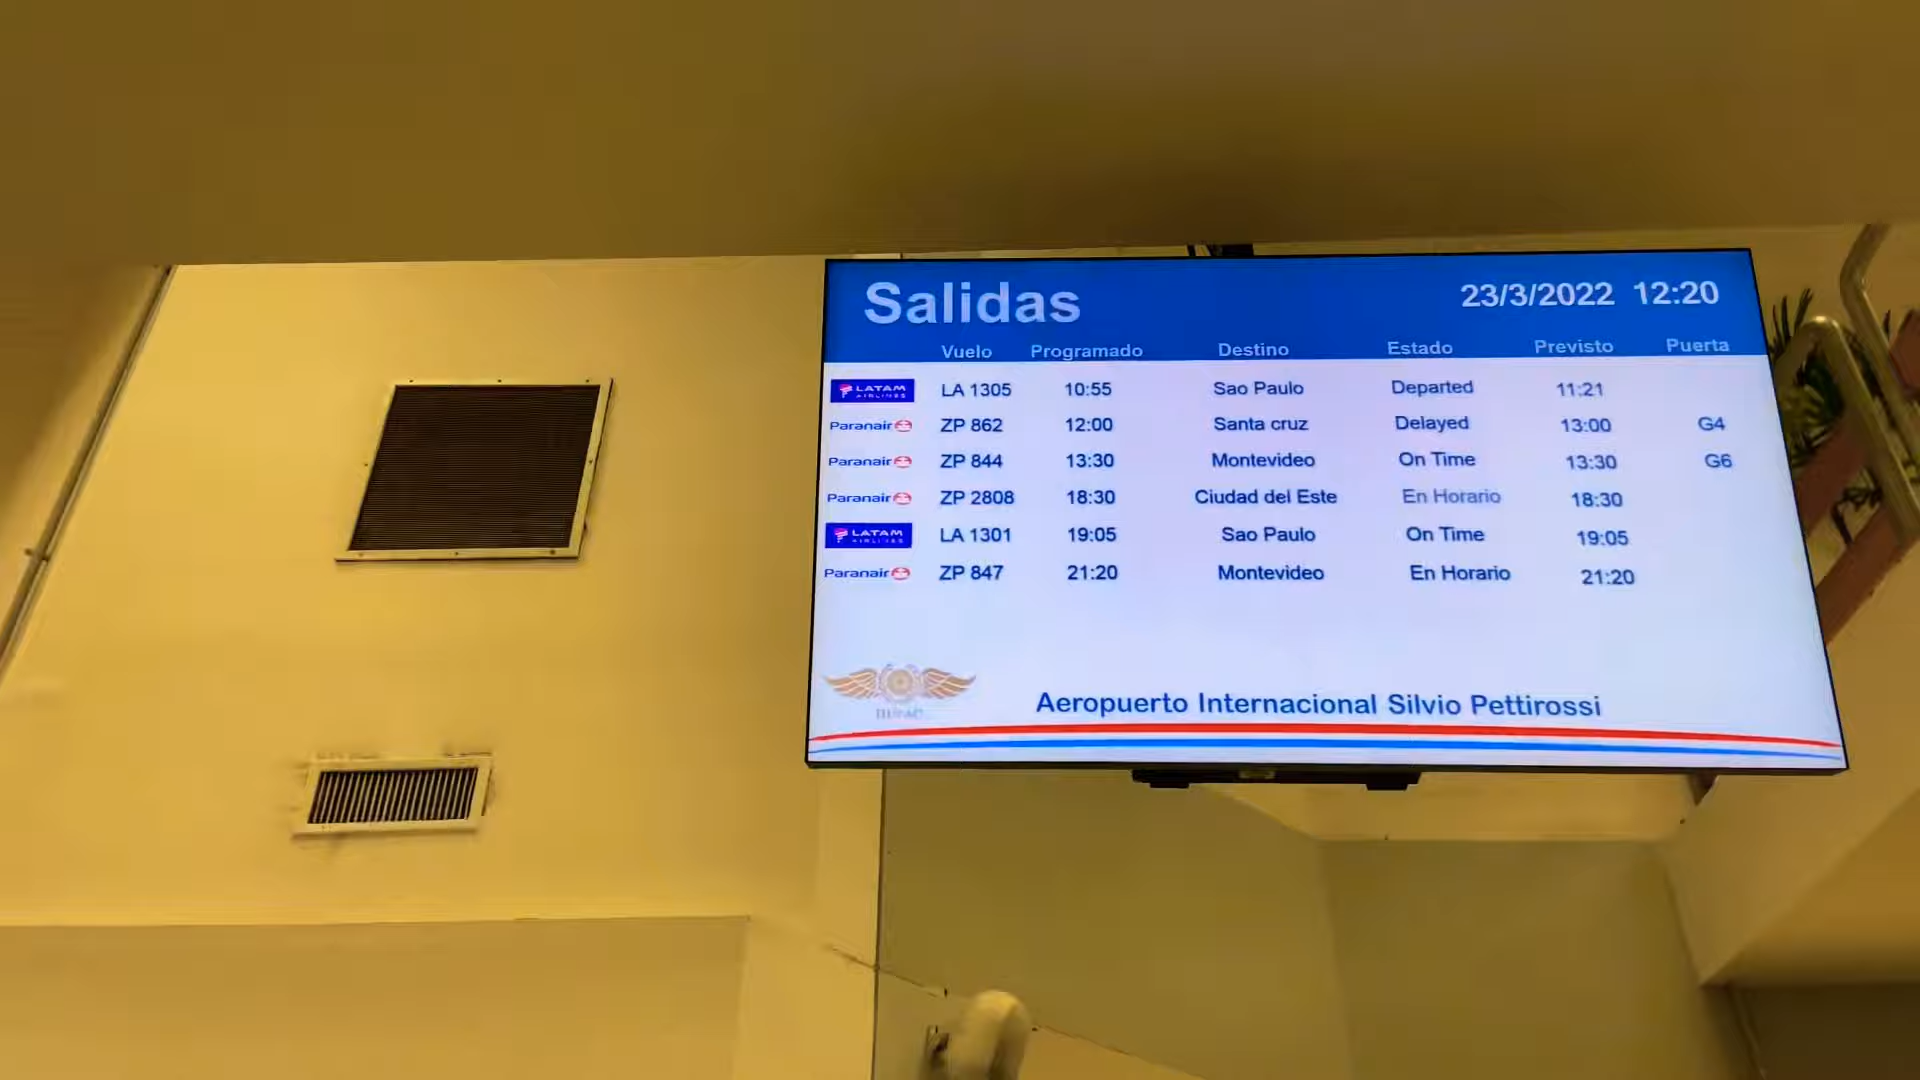 Salidas 23/3/2022 12:20
Vuelo Programado Destino Estado Previsto Puerta
LATAM AIRLINES LA 1305 10:55 Sao Paulo Departed 11:21
Paranair ZP 862 12:00 Santa cruz Delayed 13:00 G4
Paranair ZP 844 13:30 Montevideo On Time 13:30 G6
Paranair ZP 2808 18:30 Ciudad del Este En Horario 18:30
LATAM AIRLINES LA 1301 19:05 Sao Paulo On Time 19:05
Paranair ZP 847 21:20 Montevideo En Horario 21:20
Aeropuerto Internacional Silvio Pettirossi